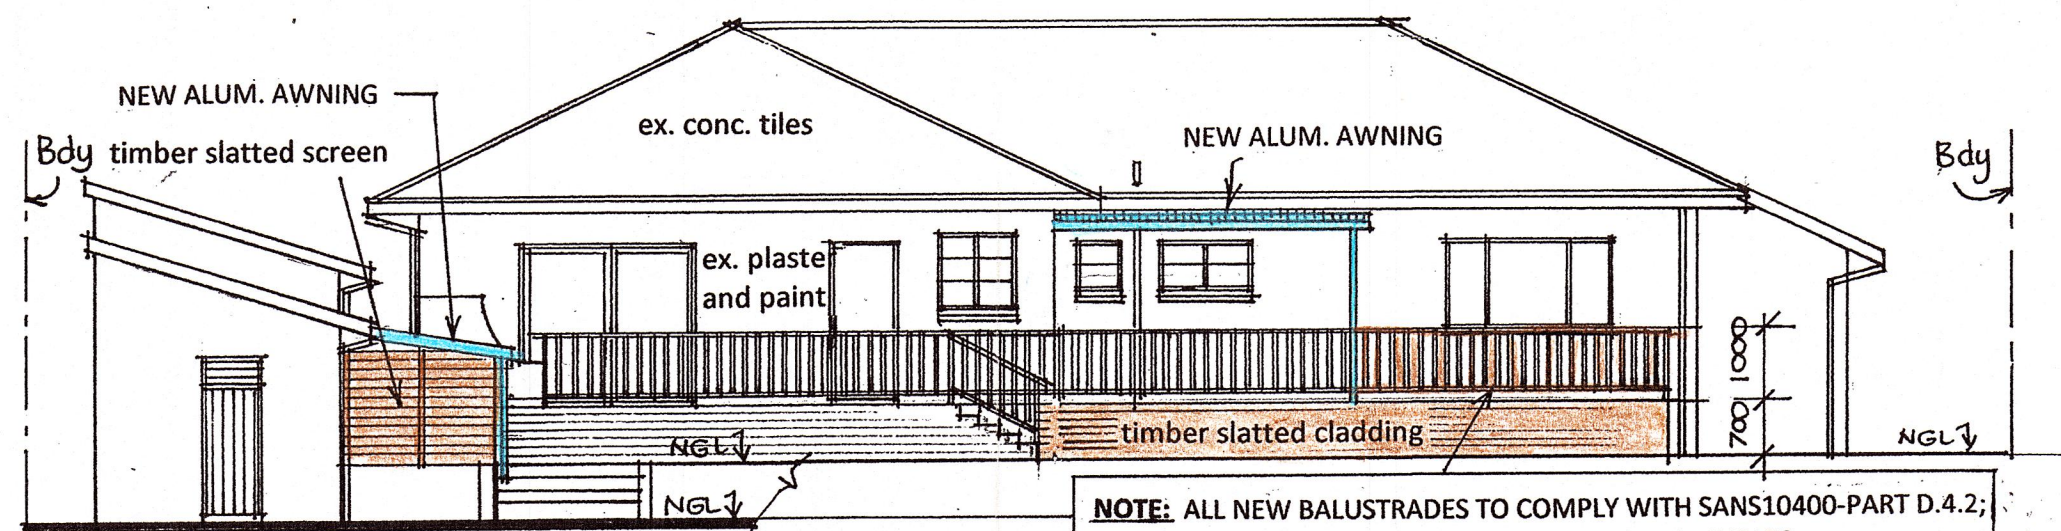 NEW ALUM. AWNING
Bdy
timber slatted screen
ex. conc. tiles
NEW ALUM. AWNING
Bdy
ex. plaste
and paint
1000
700
timber slatted cladding
NGL
NGL
NGL
NOTE: ALL NEW BALUSTRADES TO COMPLY WITH SANS10400-PART D.4.2;